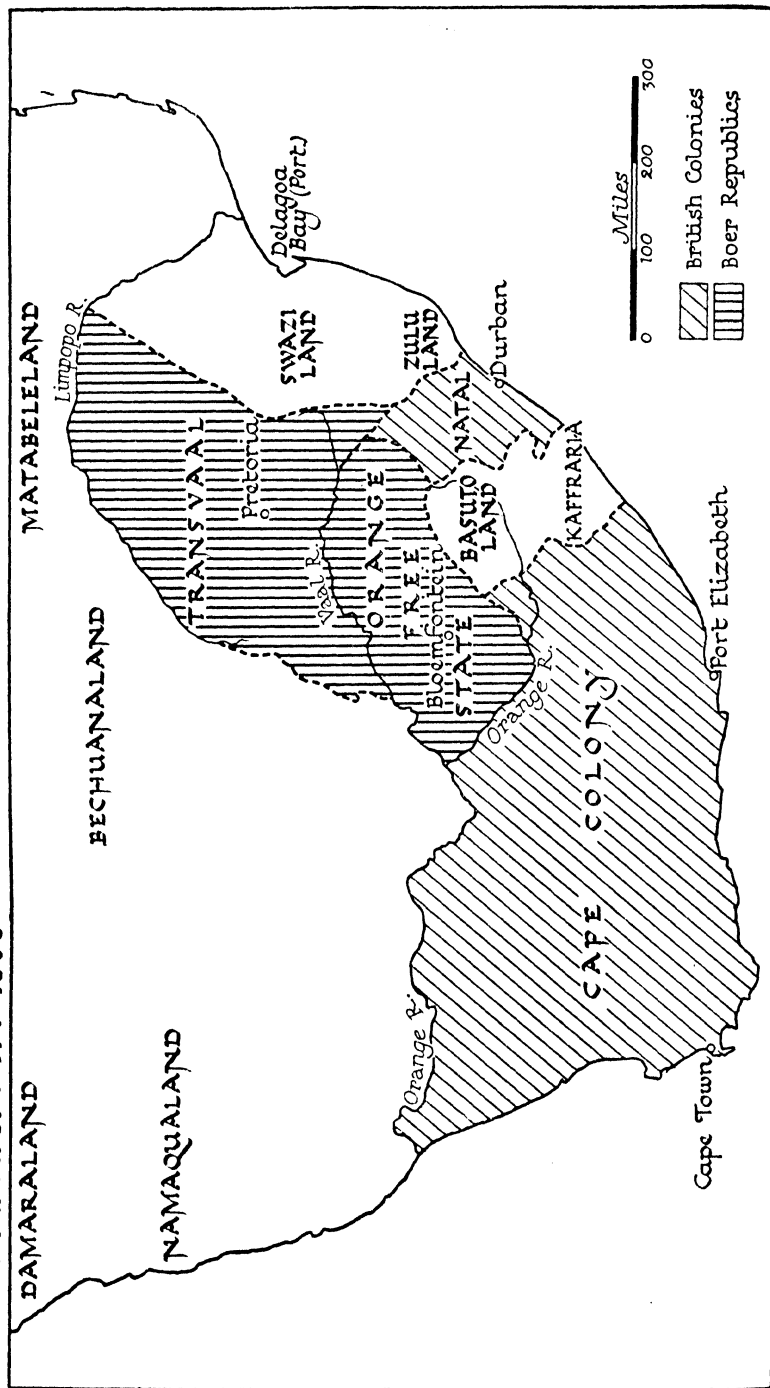 DAMARALAND
MATABELELAND
Limpopo R.
BECHUANALAND
NAMAQUALAND
TRANSVAAL
Pretoria
SWAZI
LAND
Delagoa
Bay (Port.)
Vaal R.
ORANGE
FREE
STATE
Bloemfontein
ZULU
LAND
NATAL
Durban
BASUTO
LAND
KAFFRARIA
Orange R.
Orange R.
CAPE COLONY
Port Elizabeth
Cape Town
Miles
0 100 200 300
British Colonies
Boer Republics